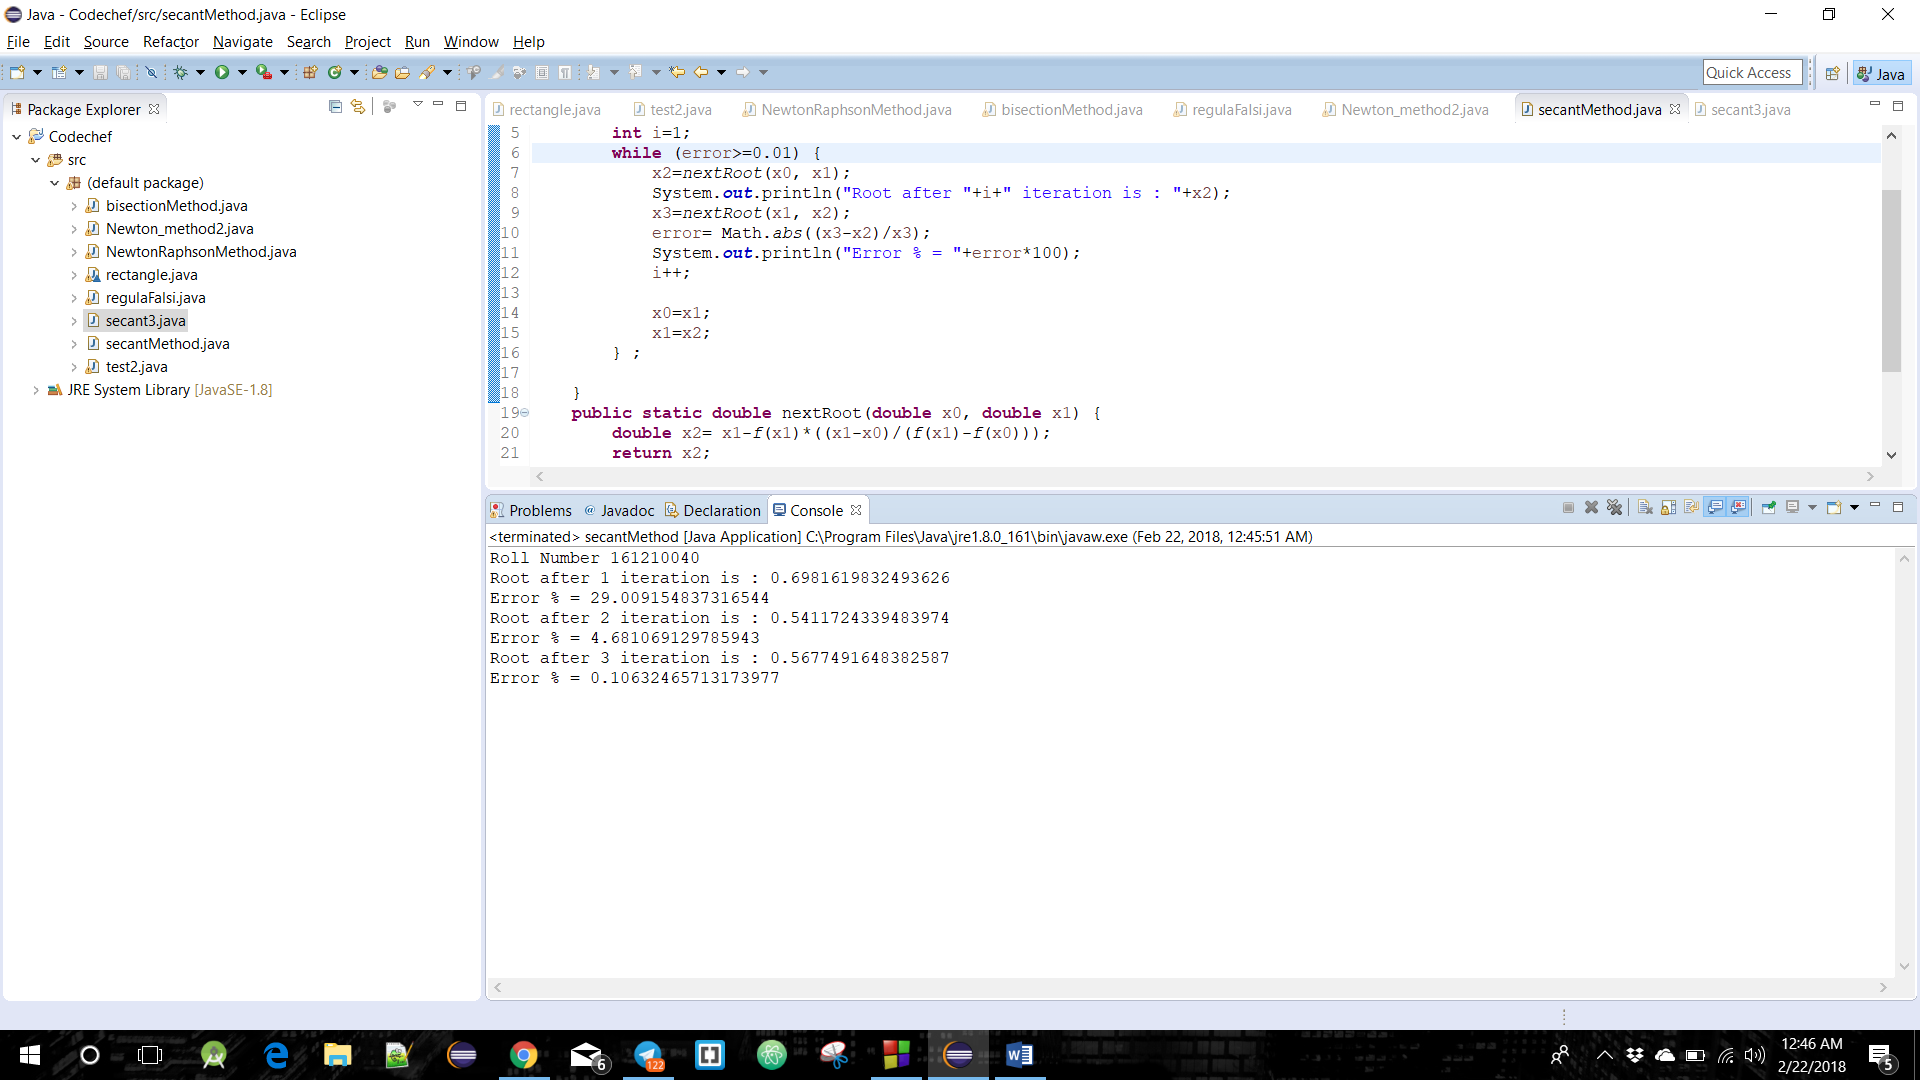 Java - Codechef/src/secantMethod.java - Eclipse
File Edit Source Refactor Navigate Search Project Run Window Help
Quick Access
Java
Package Explorer
Codechef
src
(default package)
bisectionMethod.java
Newton_method2.java
NewtonRaphsonMethod.java
rectangle.java
regulaFalsi.java
secant3.java
secantMethod.java
test2.java
JRE System Library [JavaSE-1.8]
rectangle.java test2.java NewtonRaphsonMethod.java bisectionMethod.java regulaFalsi.java Newton_method2.java secantMethod.java secant3.java
5 int i=1;
6 while (error>=0.01) {
7 x2=nextRoot(x0, x1);
8 System.out.println("Root after "+i+" iteration is : "+x2);
9 x3=nextRoot(x1, x2);
10 error= Math.abs((x3-x2)/x3);
11 System.out.println("Error % = "+error*100);
12 i++;
13
14 x0=x1;
15 x1=x2;
16 } ;
17
18 }
19 public static double nextRoot(double x0, double x1) {
20 double x2= x1-f(x1)*((x1-x0)/(f(x1)-f(x0)));
21 return x2;
Problems @ Javadoc Declaration Console
<terminated> secantMethod [Java Application] C:\Program Files\Java\jre1.8.0_161\bin\javaw.exe (Feb 22, 2018, 12:45:51 AM)
Roll Number 161210040
Root after 1 iteration is : 0.6981619832493626
Error % = 29.009154837316544
Root after 2 iteration is : 0.5411724339483974
Error % = 4.681069129785943
Root after 3 iteration is : 0.5677491648382587
Error % = 0.10632465713173977
6
122
12:46 AM
2/22/2018
5